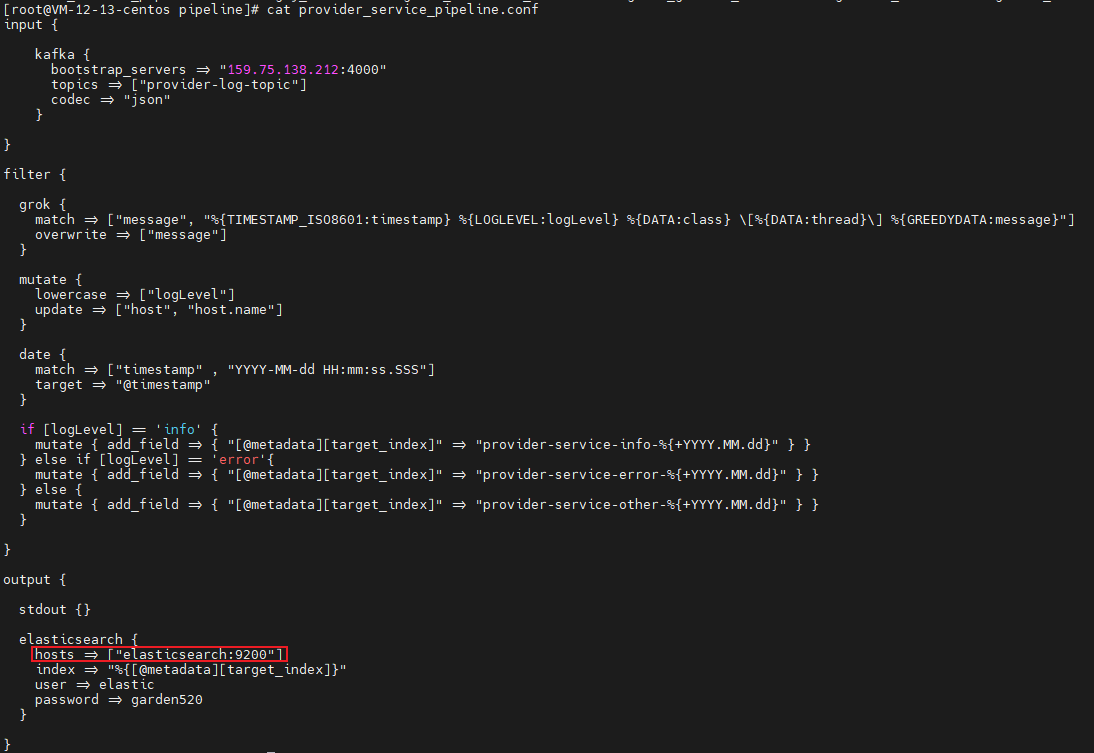 [root@VM-12-13-centos pipeline]# cat provider_service_pipeline.conf
input {
kafka {
bootstrap_servers => "159.75.138.212:4000"
topics => ["provider-log-topic"]
codec => "json"
}
}
filter {
grok {
match => ["message", "%{TIMESTAMP_ISO8601:timestamp} %{LOGLEVEL:logLevel} %{DATA:class} \[%{DATA:thread}\] %{GREEDYDATA:message}"]
overwrite => ["message"]
}
mutate {
lowercase => ["logLevel"]
update => ["host", "host.name"]
}
date {
match => ["timestamp" , "YYYY-MM-dd HH:mm:ss.SSS"]
target => "@timestamp"
}
if [logLevel] == 'info' {
mutate { add_field => { "[@metadata][target_index]" => "provider-service-info-%{+YYYY.MM.dd}" } }
} else if [logLevel] == 'error'{
mutate { add_field => { "[@metadata][target_index]" => "provider-service-error-%{+YYYY.MM.dd}" } }
} else {
mutate { add_field => { "[@metadata][target_index]" => "provider-service-other-%{+YYYY.MM.dd}" } }
}
}
output {
stdout {}
elasticsearch {
hosts => ["elasticsearch:9200"]
index => "%{[@metadata][target_index]}"
user => elastic
password => garden520
}
}